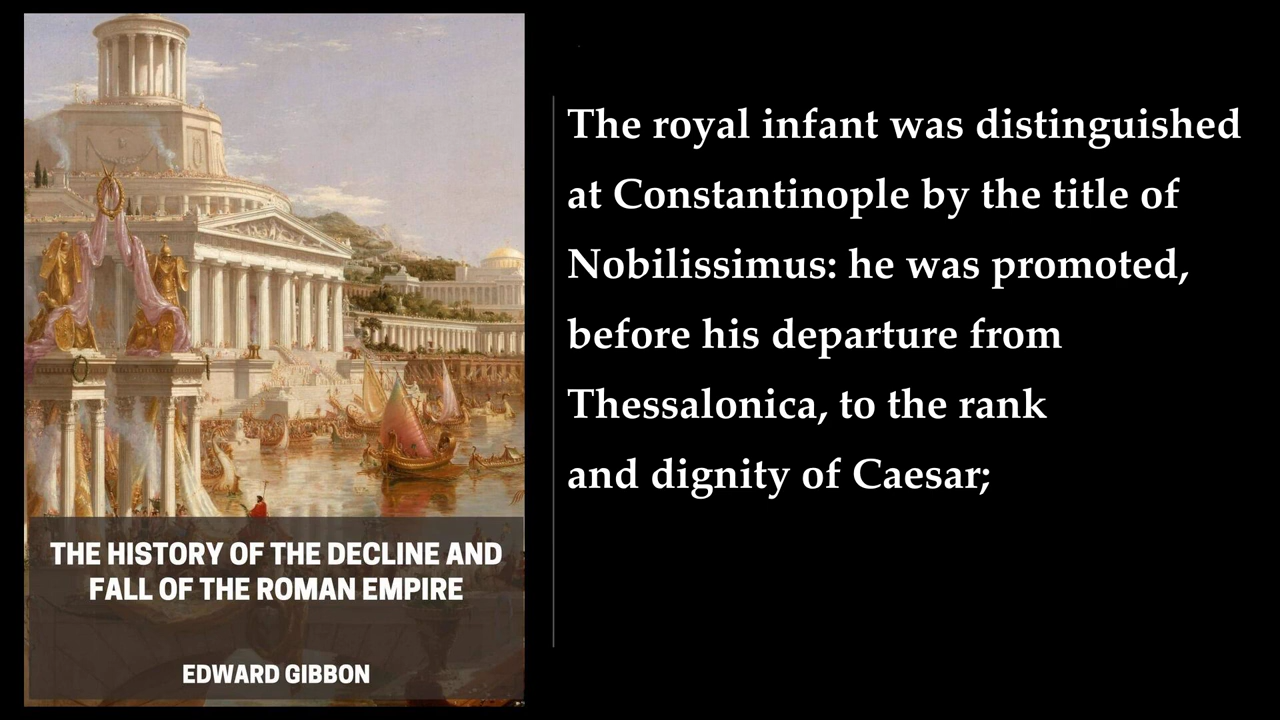 The royal infant was distinguished
at Constantinople by the title of
Nobilissimus: he was promoted,
before his departure from
Thessalonica, to the rank
and dignity of Caesar;
THE HISTORY OF THE DECLINE AND
FALL OF THE ROMAN EMPIRE
EDWARD GIBBON